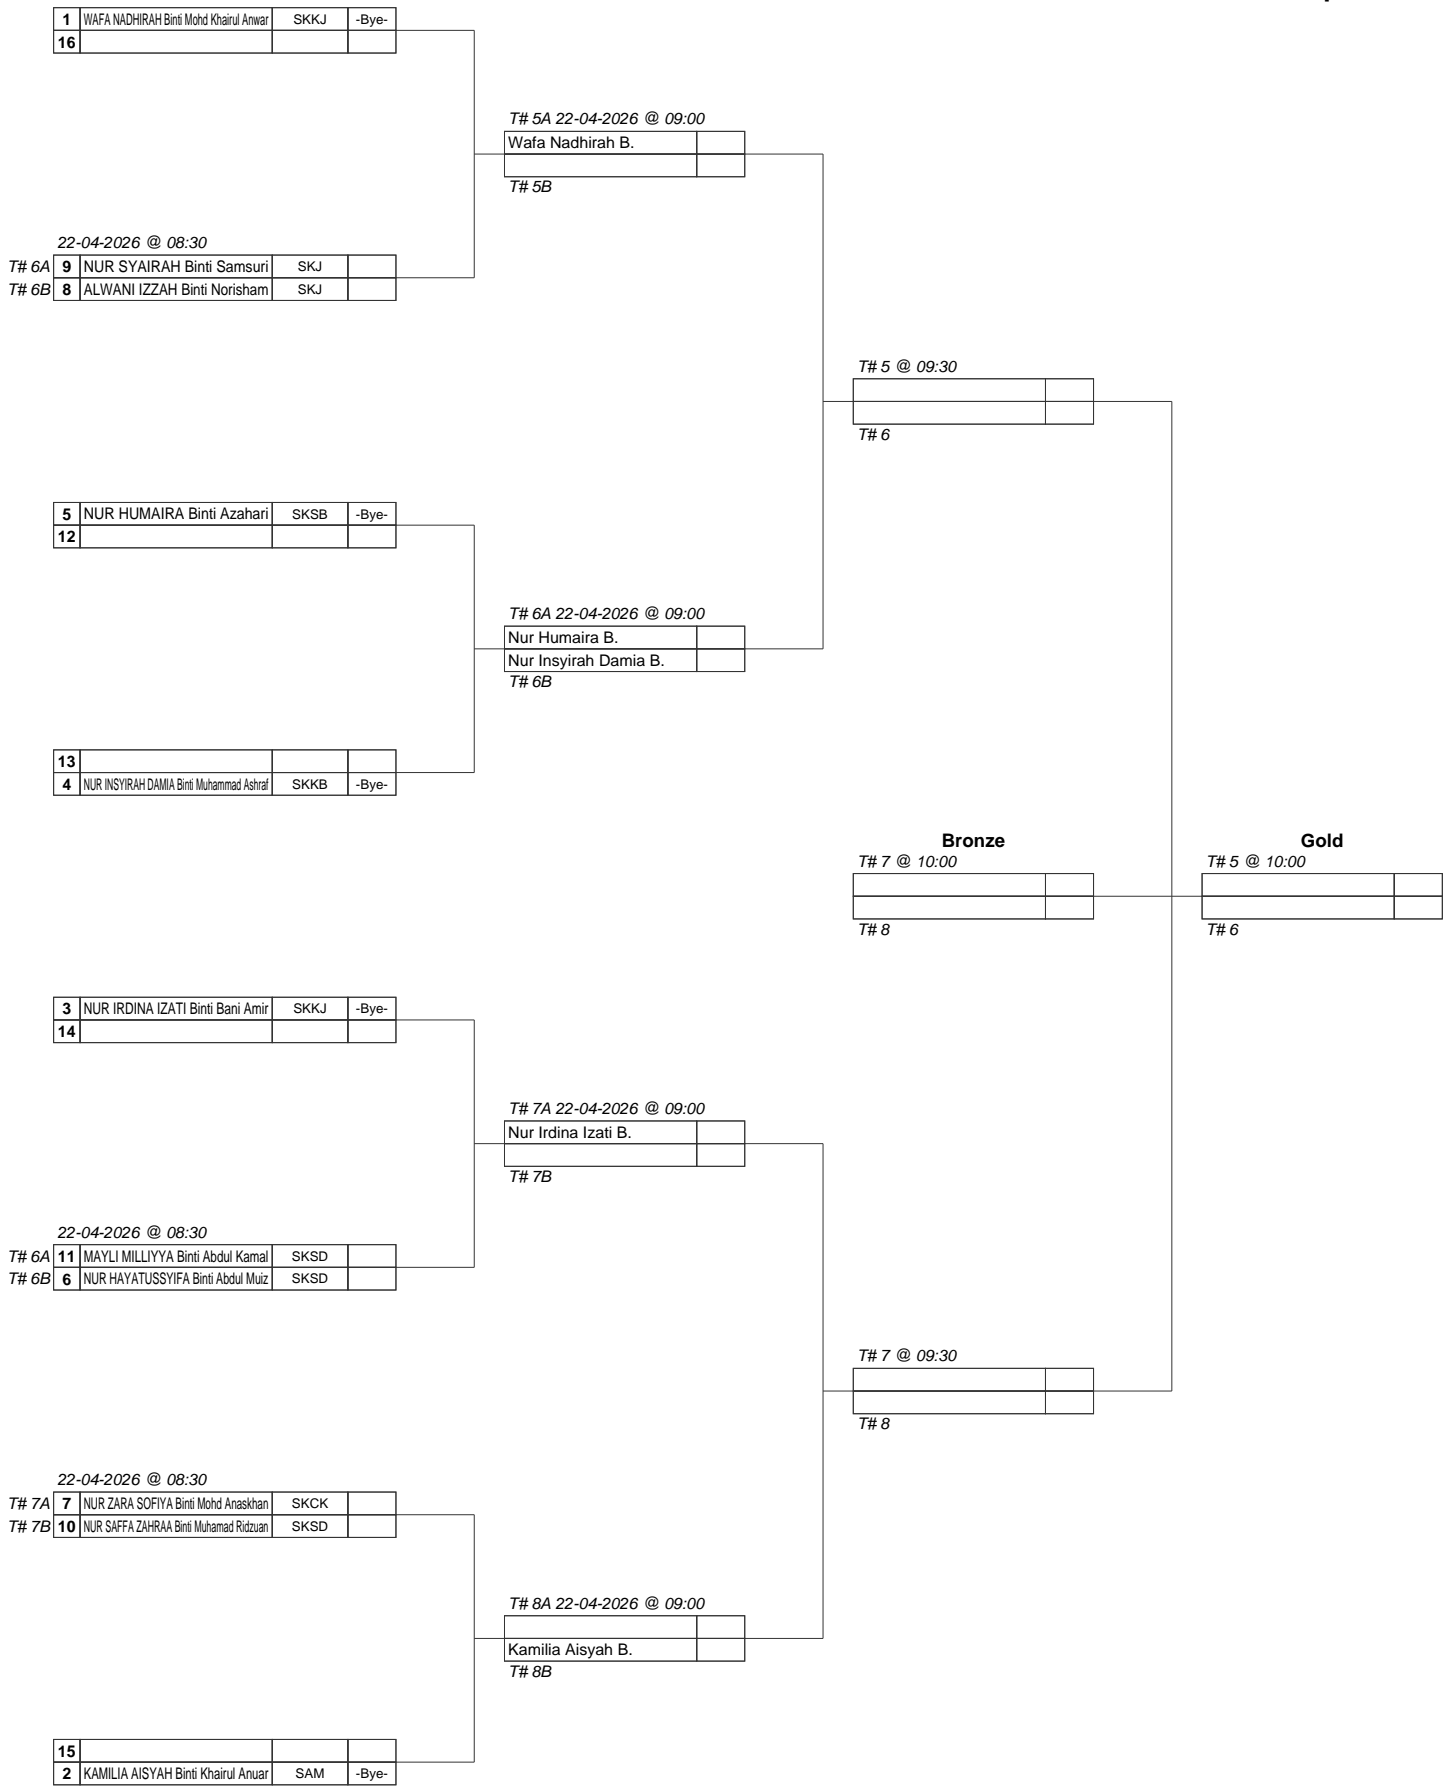 1 WAFA NADHIRAH Binti Mohd Khairul Anwar SKKJ -Bye-
16
T# 5A 22-04-2026 @ 09:00
Wafa Nadhirah B.
T# 5B
22-04-2026 @ 08:30
T# 6A 9 NUR SYAIRAH Binti Samsuri SKJ
T# 6B 8 ALWANI IZZAH Binti Norisham SKJ
T# 5 @ 09:30
T# 6
5 NUR HUMAIRA Binti Azahari SKSB -Bye-
12
T# 6A 22-04-2026 @ 09:00
Nur Humaira B.
Nur Insyirah Damia B.
T# 6B
13
4 NUR INSYIRAH DAMIA Binti Muhammad Ashraf SKKB -Bye-
Bronze Gold
T# 7 @ 10:00 T# 5 @ 10:00
T# 8 T# 6
3 NUR IRDINA IZATI Binti Bani Amir SKKJ -Bye-
14
T# 7A 22-04-2026 @ 09:00
Nur Irdina Izati B.
T# 7B
22-04-2026 @ 08:30
T# 6A 11 MAYLI MILLIYYA Binti Abdul Kamal SKSD
T# 6B 6 NUR HAYATUSSYIFA Binti Abdul Muiz SKSD
T# 7 @ 09:30
T# 8
22-04-2026 @ 08:30
T# 7A 7 NUR ZARA SOFIYA Binti Mohd Anaskhan SKCK
T# 7B 10 NUR SAFFA ZAHRAA Binti Muhamad Ridzuan SKSD
T# 8A 22-04-2026 @ 09:00
Kamilia Aisyah B.
T# 8B
15
2 KAMILIA AISYAH Binti Khairul Anuar SAM -Bye-